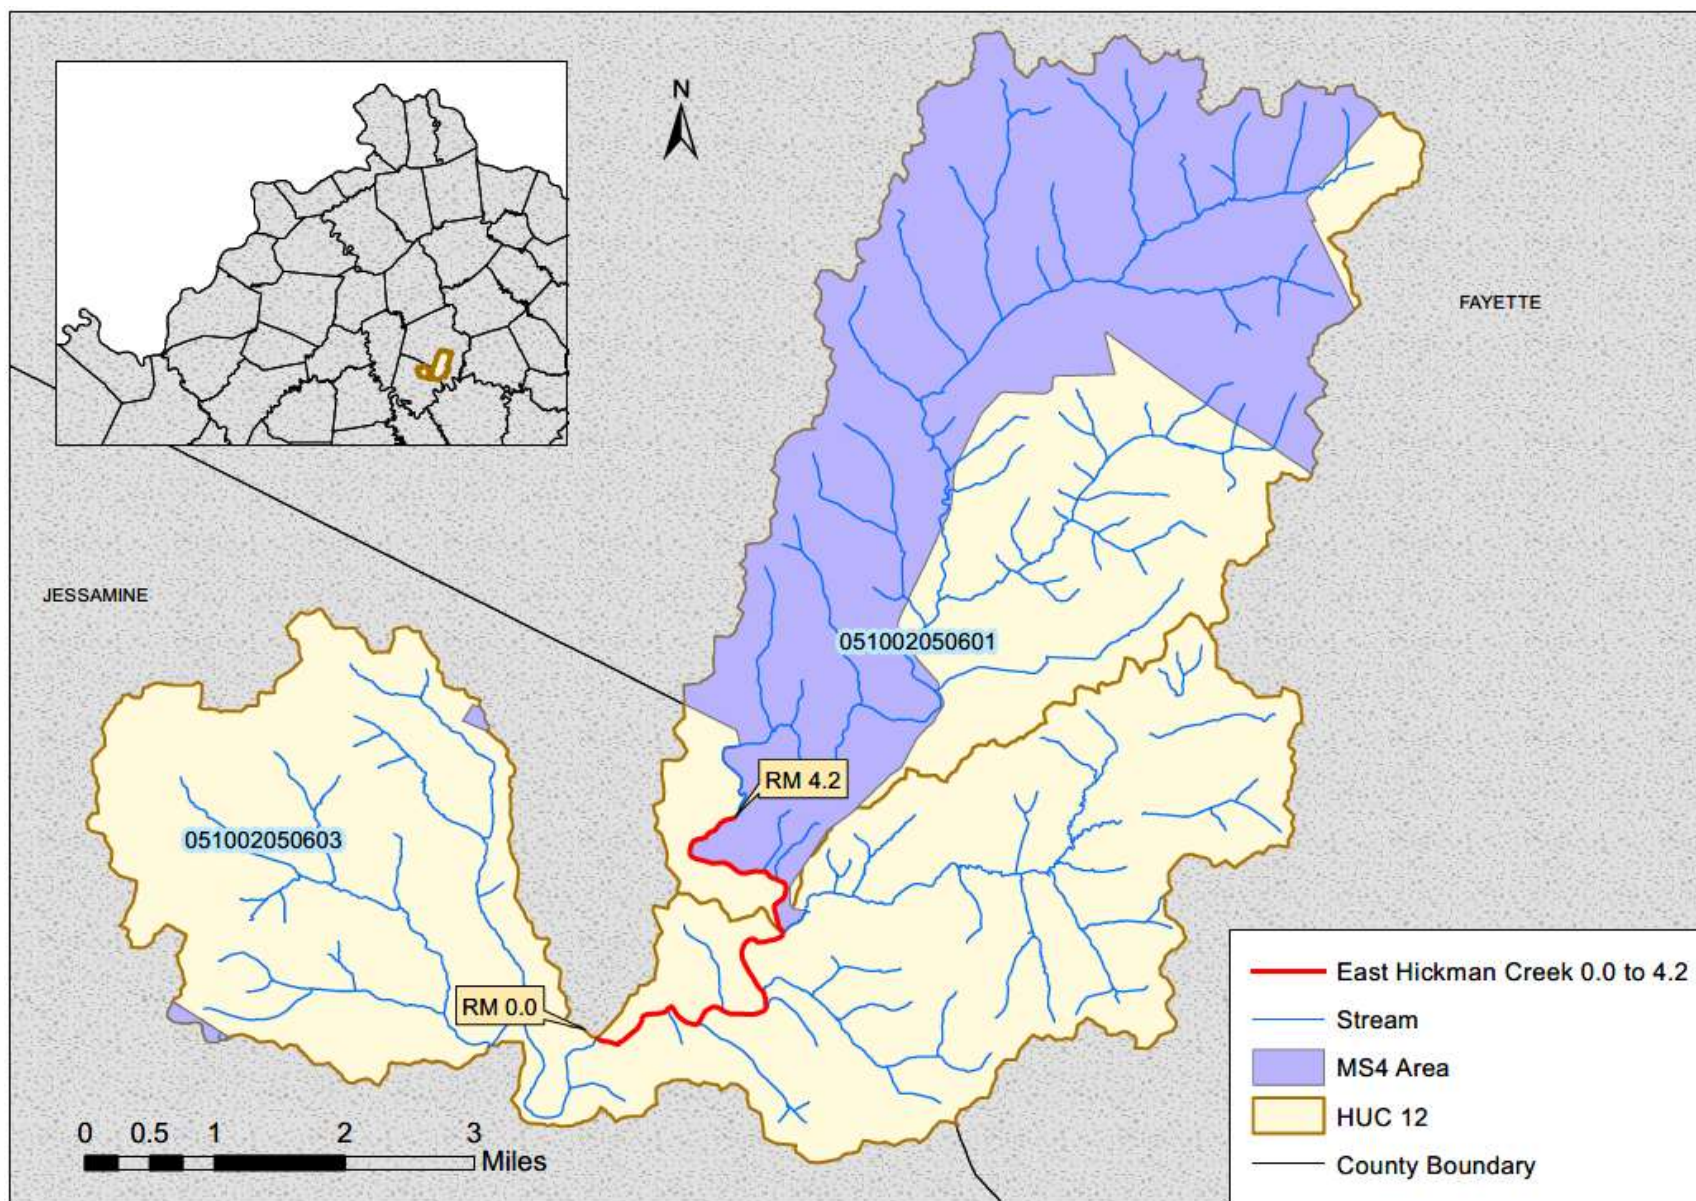 N
FAYETTE
JESSAMINE
051002050601
RM 4.2
051002050603
RM 0.0
East Hickman Creek 0.0 to 4.2
Stream
MS4 Area
HUC 12
County Boundary
0 0.5 1 2 3
Miles